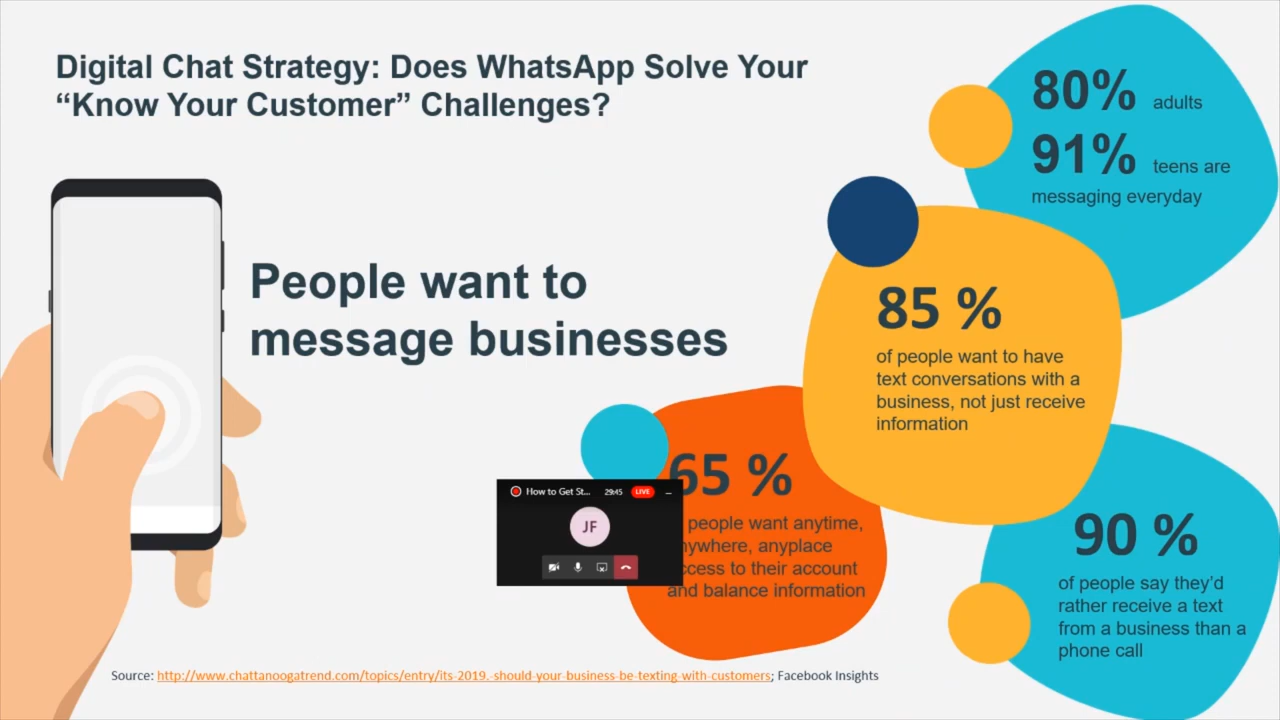 Digital Chat Strategy: Does WhatsApp Solve Your
“Know Your Customer” Challenges?
80% adults
91% teens are
messaging everyday
People want to
message businesses
85 %
of people want to have
text conversations with a
business, not just receive
information
65 %
people want anytime,
anyplace
to their account
and balance information
How to Get St... 29:45 LIVE
JF
90 %
of people say they’d
rather receive a text
from a business than a
phone call
Source: http://www.chattanoogatrend.com/topics/entry/its-2019.-should-your-business-be-texting-with-customers; Facebook Insights